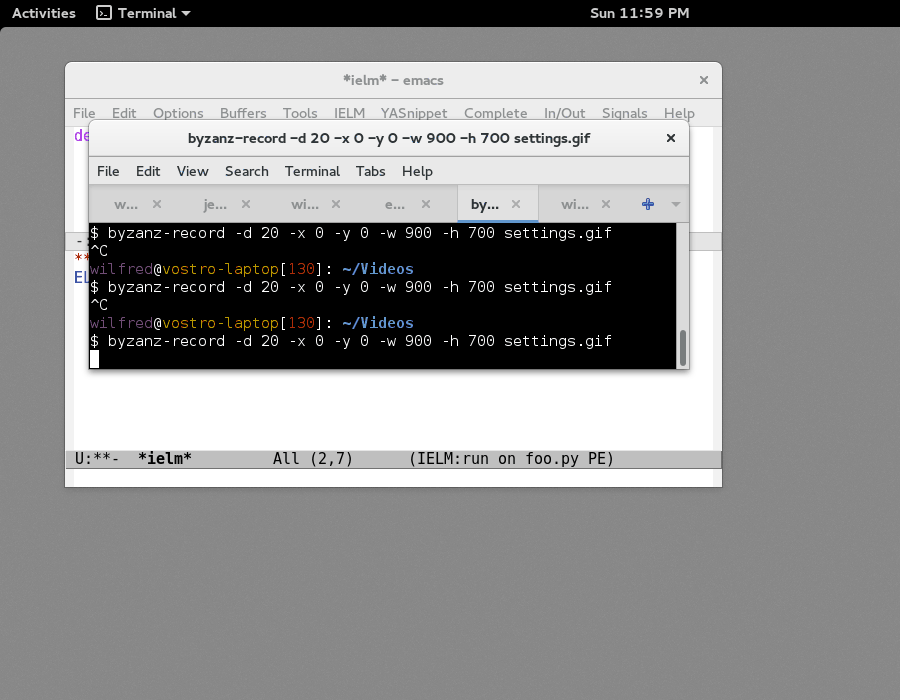 Activities Terminal Sun 11:59 PM
*ielm* – emacs
File Edit Options Buffers Tools IELM YASnippet Complete In/Out Signals Help
de
byzanz-record -d 20 -x 0 -y 0 -w 900 -h 700 settings.gif
File Edit View Search Terminal Tabs Help
w... je... wi... e... by... wi...
$ byzanz-record -d 20 -x 0 -y 0 -w 900 -h 700 settings.gif
^C
wilfred@vostro-laptop[130]: ~/Videos
$ byzanz-record -d 20 -x 0 -y 0 -w 900 -h 700 settings.gif
^C
wilfred@vostro-laptop[130]: ~/Videos
$ byzanz-record -d 20 -x 0 -y 0 -w 900 -h 700 settings.gif
**
EL
U:**- *ielm* All (2,7) (IELM:run on foo.py PE)